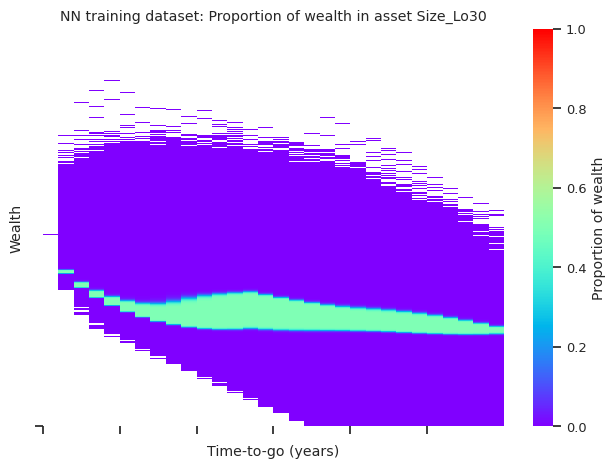 NN training dataset: Proportion of wealth in asset Size_Lo30
Wealth
Time-to-go (years)
1.0
0.8
0.6
0.4
0.2
0.0
Proportion of wealth